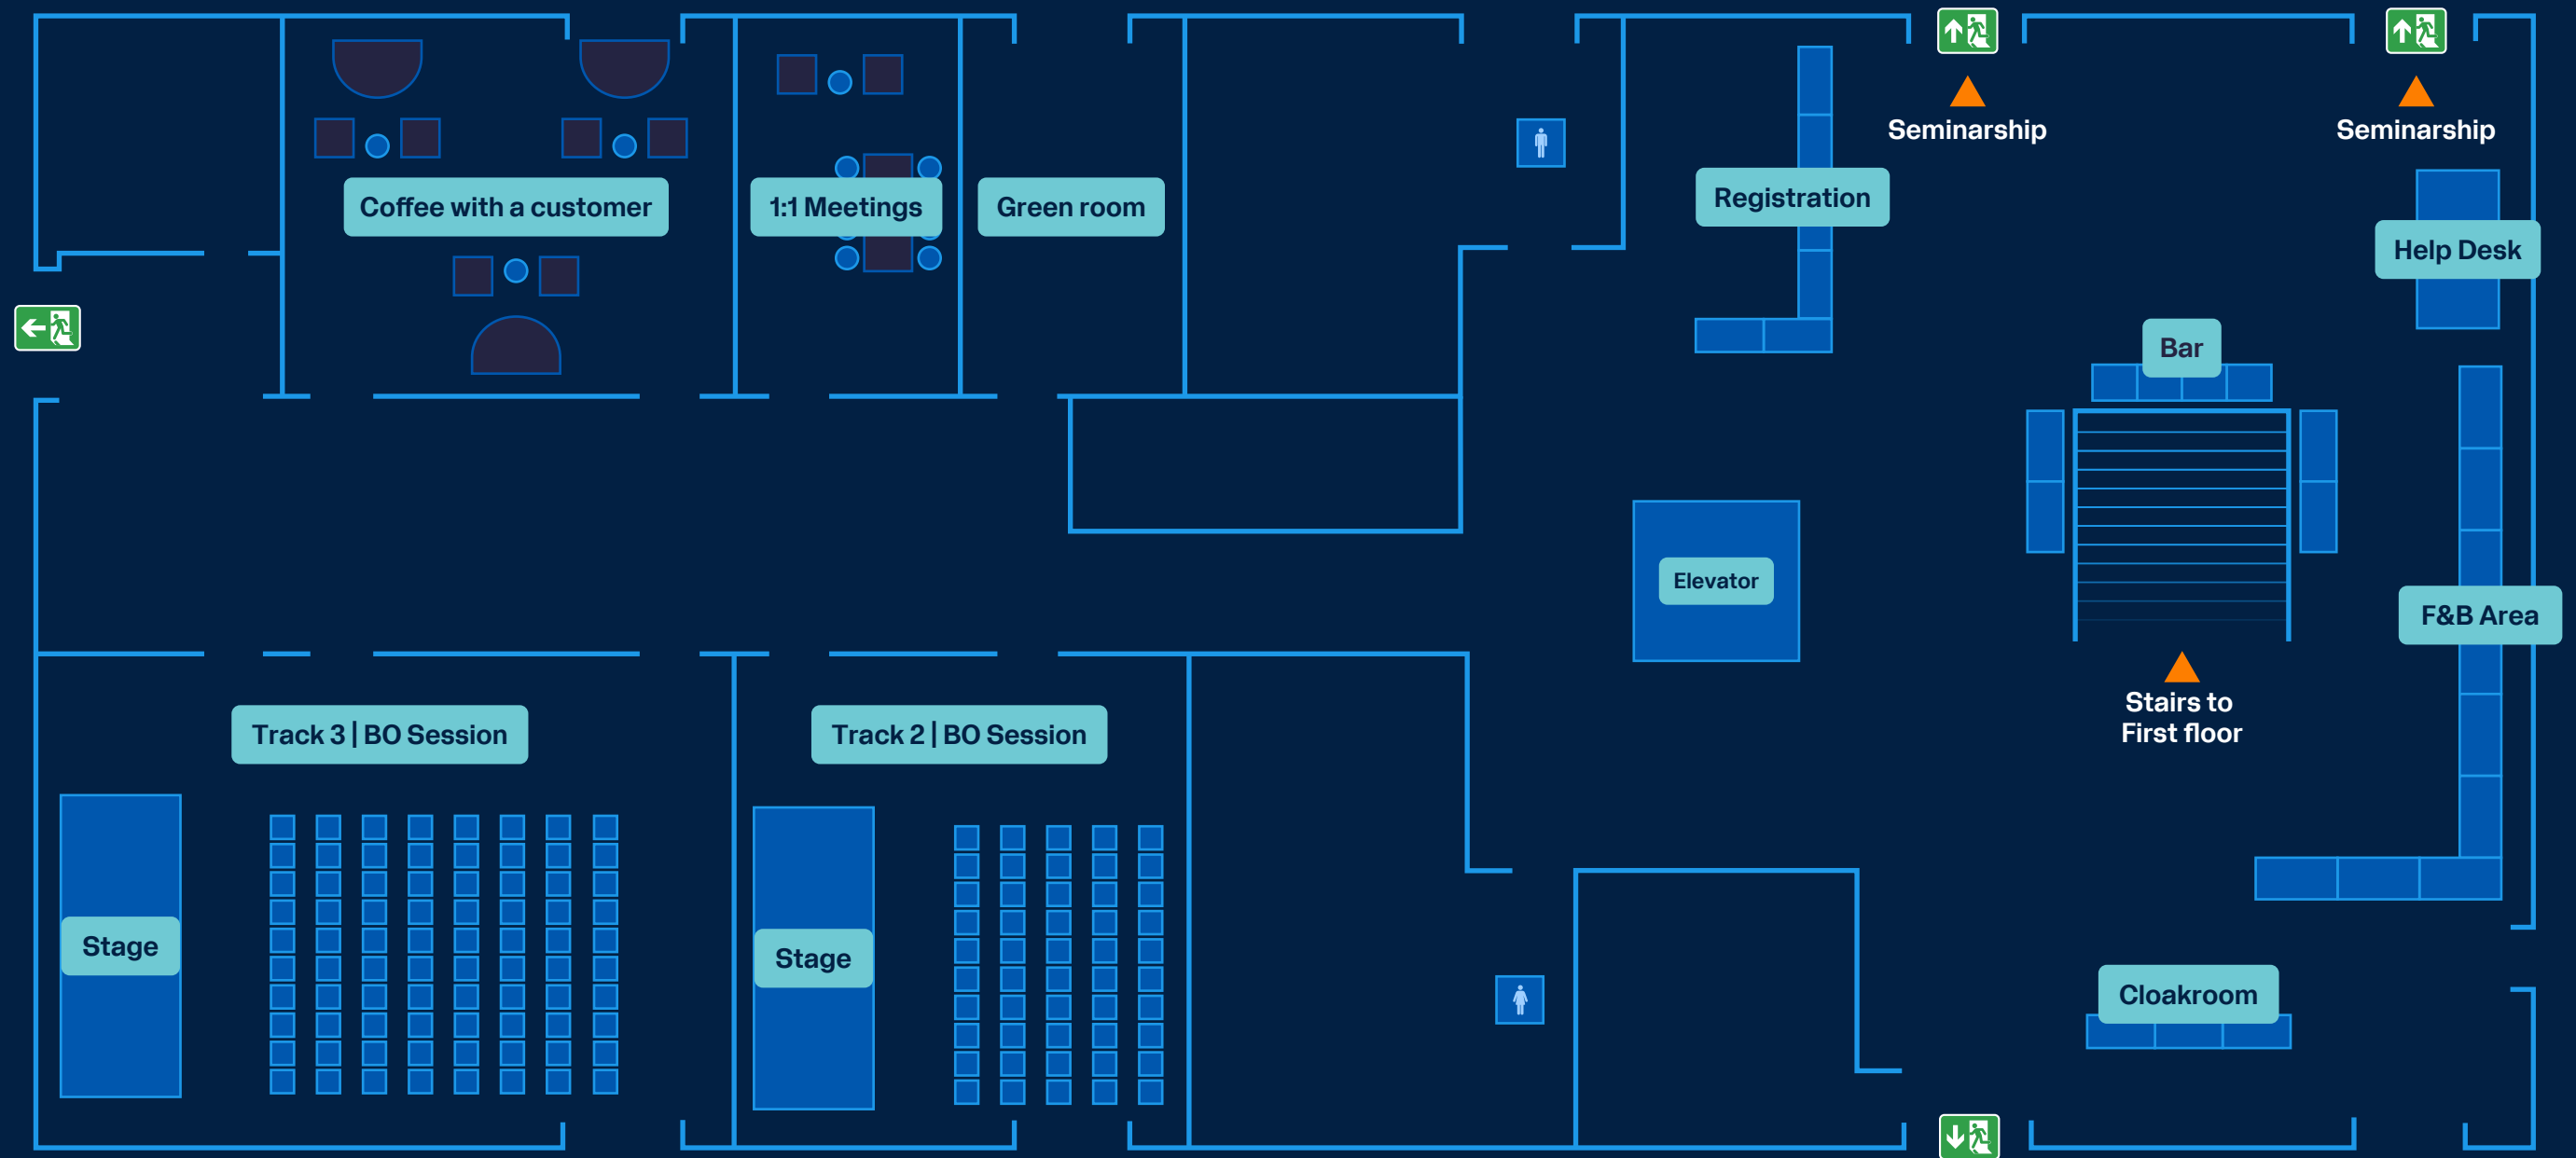 Seminarship
Seminarship
Coffee with a customer
1:1 Meetings
Green room
Registration
Help Desk
Bar
Elevator
F&B Area
Stairs to
First floor
Track 3 | BO Session
Track 2 | BO Session
Stage
Stage
Cloakroom